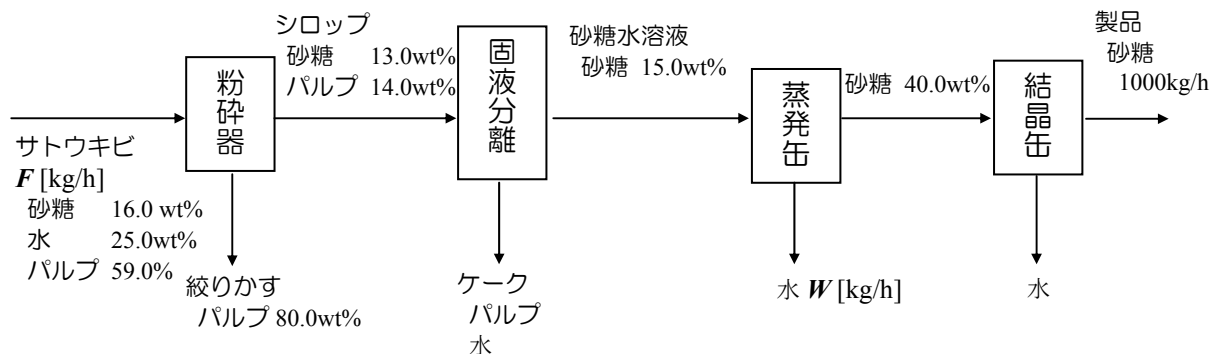 シロップ
砂糖 13.0wt%
パルプ 14.0wt%
砂糖水溶液
砂糖 15.0wt%
製品
砂糖
1000kg/h
砂糖 40.0wt%
粉砕器
固液分離
蒸発缶
結晶缶
サトウキビ
F [kg/h]
砂糖 16.0 wt%
水 25.0wt%
パルプ 59.0%
絞りかす
パルプ 80.0wt%
ケーク
パルプ
水
水 W [kg/h]
水